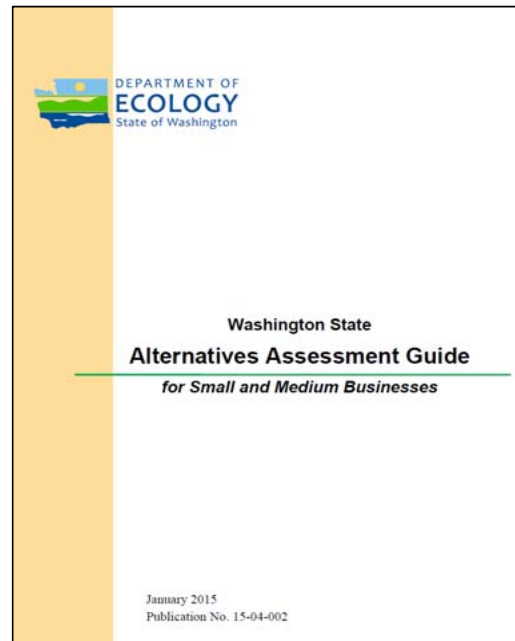 DEPARTMENT OF
ECOLOGY
State of Washington
Washington State
Alternatives Assessment Guide
for Small and Medium Businesses
January 2015
Publication No. 15-04-002